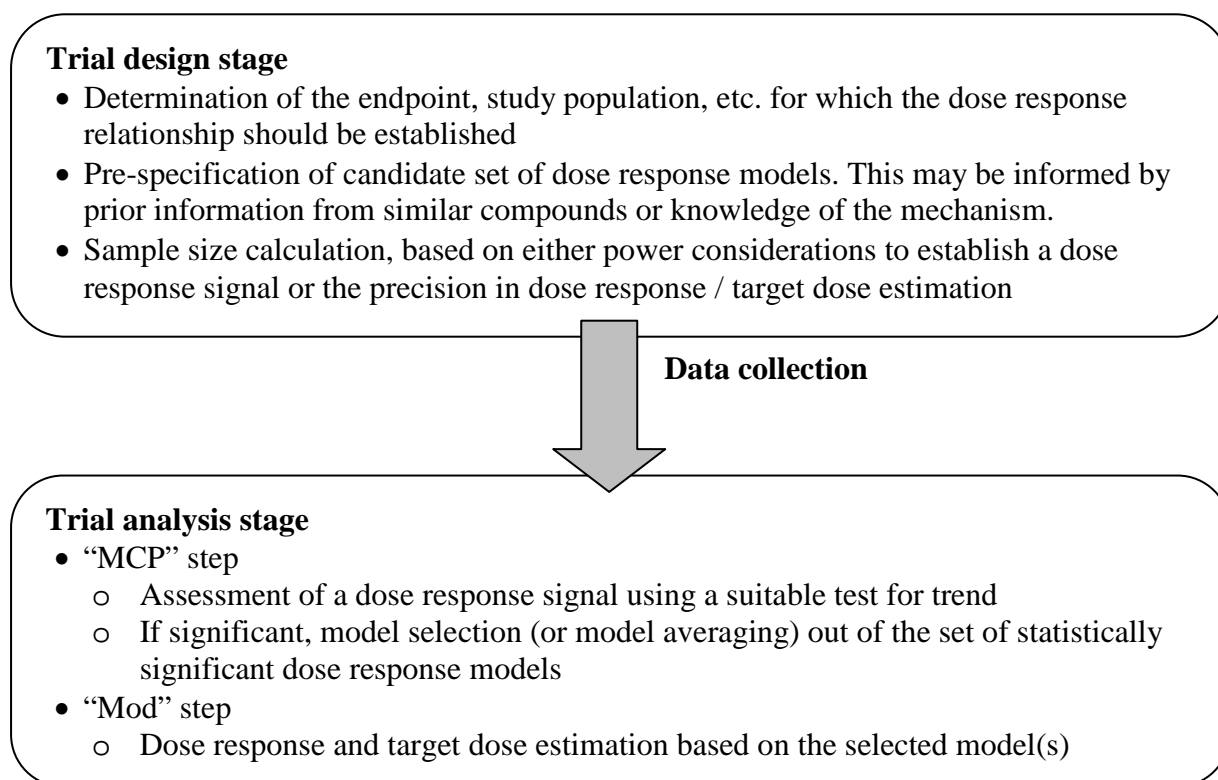 Trial design stage
• Determination of the endpoint, study population, etc. for which the dose response
relationship should be established
• Pre-specification of candidate set of dose response models. This may be informed by
prior information from similar compounds or knowledge of the mechanism.
• Sample size calculation, based on either power considerations to establish a dose
response signal or the precision in dose response / target dose estimation
Data collection
Trial analysis stage
• “MCP” step
o Assessment of a dose response signal using a suitable test for trend
o If significant, model selection (or model averaging) out of the set of statistically
significant dose response models
• “Mod” step
o Dose response and target dose estimation based on the selected model(s)